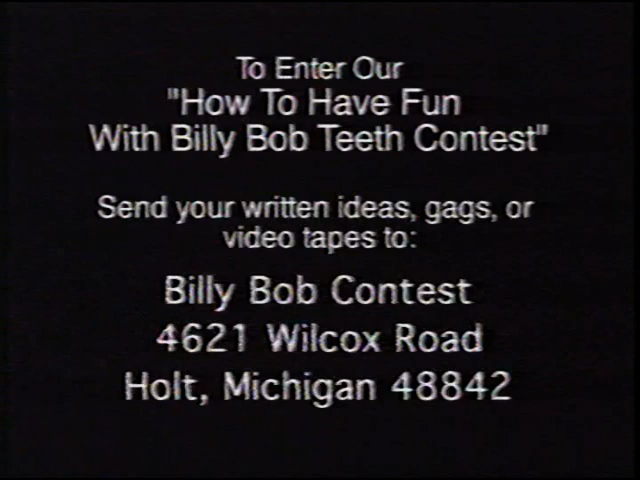 To Enter Our
"How To Have Fun
With Billy Bob Teeth Contest"
Send your written ideas, gags, or
video tapes to:
Billy Bob Contest
4621 Wilcox Road
Holt, Michigan 48842